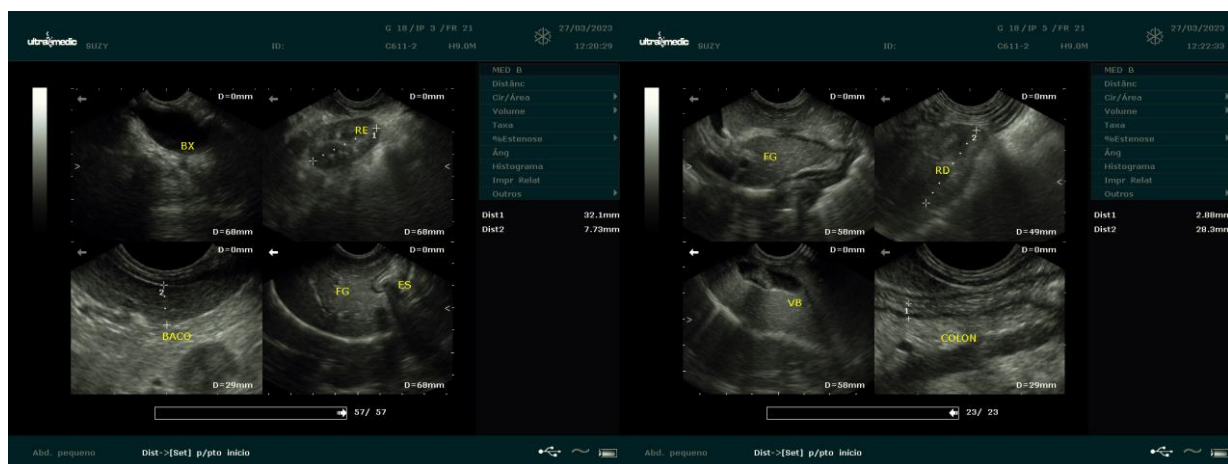 ultramedic SUZY ID: G 18/IP 3 /FR 21 27/03/2023
C611-2 H9.0M 12:20:29
MED B
Distânc
Cir/Área
Volume
Taxa
%Estenose
Âng
Histograma
Impr Relat
Outros
Dist1 32.1mm
Dist2 7.73mm
D=0mm
BX
D=68mm
D=0mm
RE 1
D=68mm
D=0mm
2
BACO
D=29mm
D=0mm
FG ES
D=68mm
57/ 57
Abd. pequeno Dist->[Set] p/pto início
ultramedic SUZY ID: G 18/IP 5 /FR 21 27/03/2023
C611-2 H9.0M 12:22:33
MED B
Distânc
Cir/Área
Volume
Taxa
%Estenose
Âng
Histograma
Impr Relat
Outros
Dist1 2.88mm
Dist2 28.3mm
D=0mm
FG
D=58mm
D=0mm
2
RD
D=49mm
D=0mm
VB
D=58mm
D=0mm
1
COLON
D=29mm
23/ 23
Abd. pequeno Dist->[Set] p/pto início